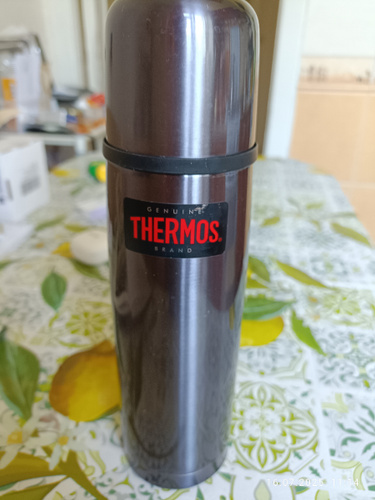 GENUINE
THERMOS.
BRAND